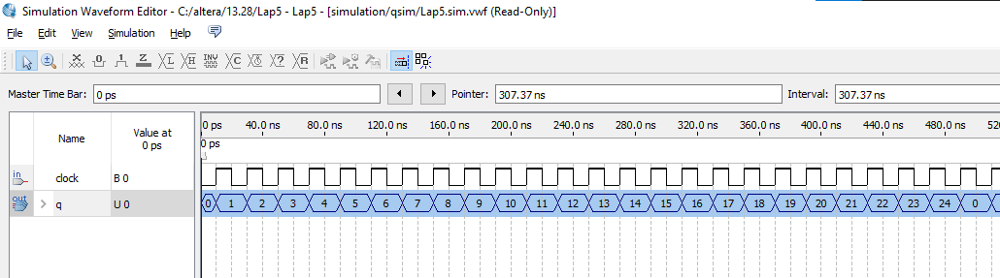 Simulation Waveform Editor - C:/altera/13.28/Lap5 - Lap5 - [simulation/qsim/Lap5.sim.vwf (Read-Only)]
File Edit View Simulation Help
Master Time Bar: 0 ps Pointer: 307.37 ns Interval: 307.37 ns
Name Value at 0 ps
0 ps 40.0 ns 80.0 ns 120.0 ns 160.0 ns 200.0 ns 240.0 ns 280.0 ns 320.0 ns 360.0 ns 400.0 ns 440.0 ns 480.0 ns 520
0 ps
in clock B 0
out q U 0 0 1 2 3 4 5 6 7 8 9 10 11 12 13 14 15 16 17 18 19 20 21 22 23 24 0